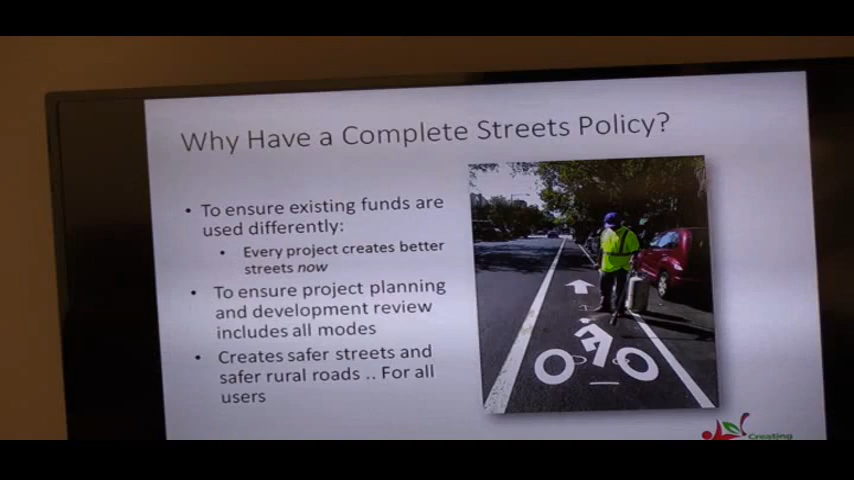 Why Have a Complete Streets Policy?
• To ensure existing funds are
used differently:
• Every project creates better
streets now
• To ensure project planning
and development review
includes all modes
• Creates safer streets and
safer rural roads .. For all
users
Creating